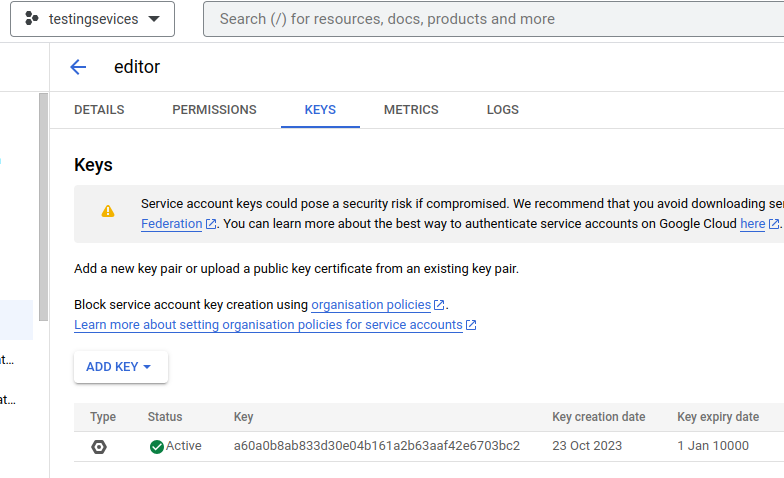 testingsevices
Search (/) for resources, docs, products and more
editor
DETAILS PERMISSIONS KEYS METRICS LOGS
Keys
Service account keys could pose a security risk if compromised. We recommend that you avoid downloading
Federation. You can learn more about the best way to authenticate service accounts on Google Cloud here.
Add a new key pair or upload a public key certificate from an existing key pair.
Block service account key creation using organisation policies.
Learn more about setting organisation policies for service accounts
t...
ADD KEY
at...
Type Status Key Key creation date Key expiry date
Active a60a0b8ab833d30e04b161a2b63aaf42e6703bc2 23 Oct 2023 1 Jan 10000